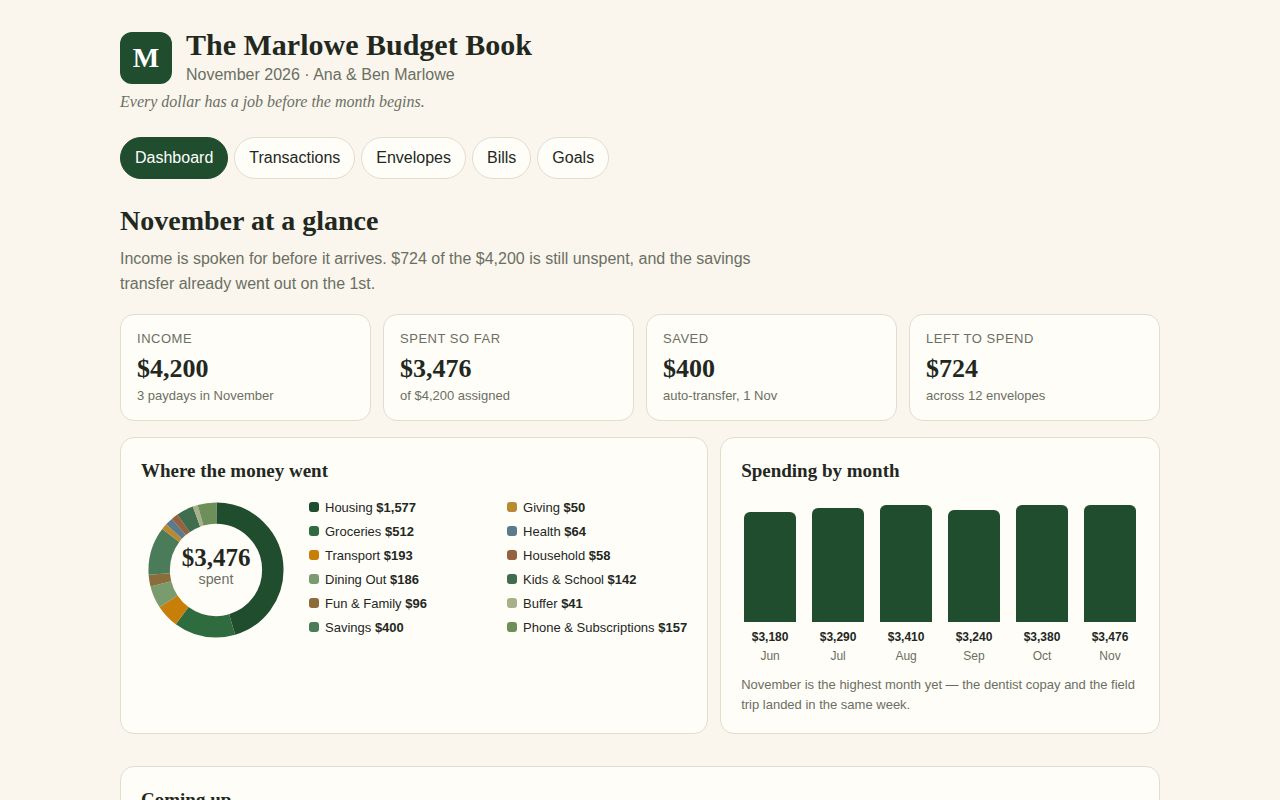 M
The Marlowe Budget Book
November 2026 · Ana & Ben Marlowe
Every dollar has a job before the month begins.
Dashboard
Transactions
Envelopes
Bills
Goals
November at a glance
Income is spoken for before it arrives. $724 of the $4,200 is still unspent, and the savings
transfer already went out on the 1st.
INCOME
$4,200
3 paydays in November
SPENT SO FAR
$3,476
of $4,200 assigned
SAVED
$400
auto-transfer, 1 Nov
LEFT TO SPEND
$724
across 12 envelopes
Where the money went
$3,476
spent
Housing $1,577
Groceries $512
Transport $193
Dining Out $186
Fun & Family $96
Savings $400
Giving $50
Health $64
Household $58
Kids & School $142
Buffer $41
Phone & Subscriptions $157
Spending by month
$3,180
Jun
$3,290
Jul
$3,410
Aug
$3,240
Sep
$3,380
Oct
$3,476
Nov
November is the highest month yet — the dentist copay and the field
trip landed in the same week.
Coming up